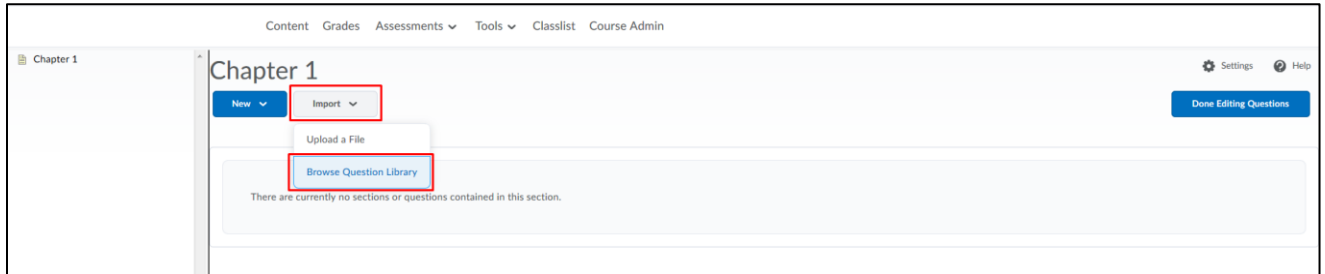 Content Grades Assessments Tools Classlist Course Admin
Chapter 1
Chapter 1
Settings Help
New Import Done Editing Questions
Upload a File
Browse Question Library
There are currently no sections or questions contained in this section.